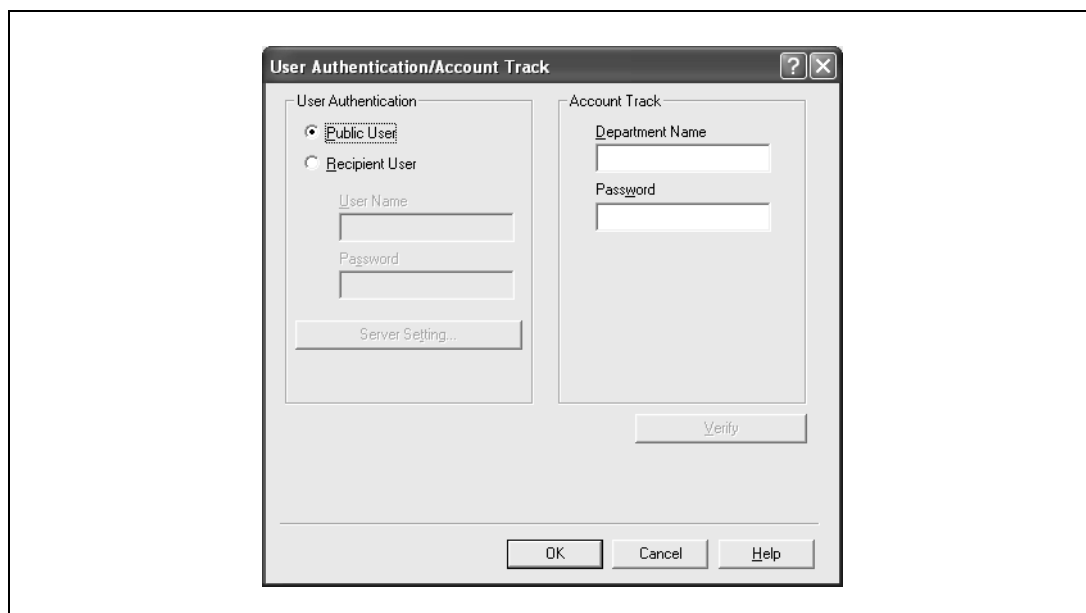 User Authentication/Account Track
User Authentication
Public User
Recipient User
User Name
Password
Server Setting...
Account Track
Department Name
Password
Verify
OK
Cancel
Help